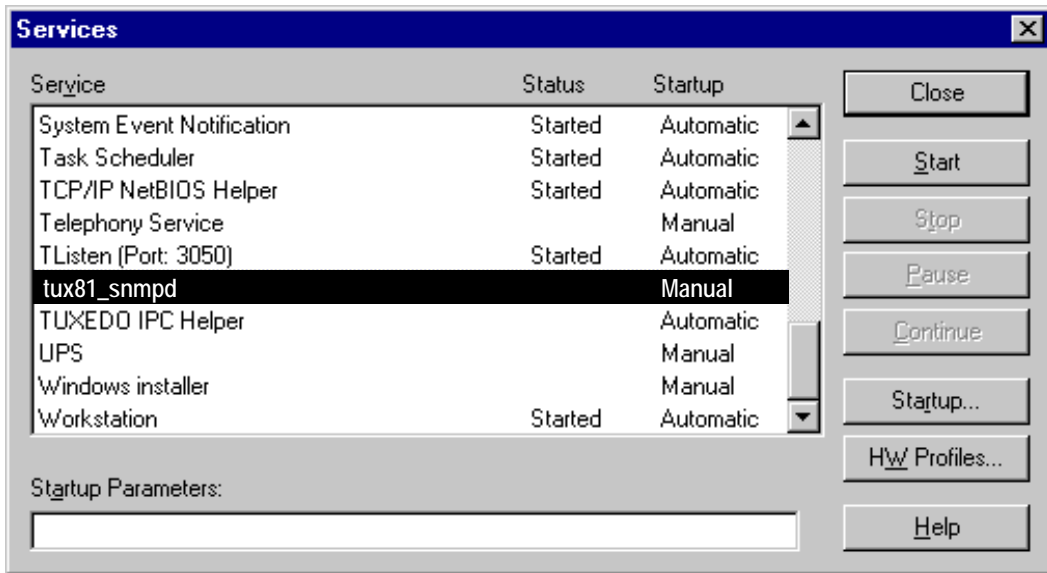 Services
Service Status Startup
System Event Notification Started Automatic
Task Scheduler Started Automatic
TCP/IP NetBIOS Helper Started Automatic
Telephony Service Manual
TListen (Port: 3050) Started Automatic
tux81_snmpd Manual
TUXEDO IPC Helper Automatic
UPS Manual
Windows installer Manual
Workstation Started Automatic
Startup Parameters:
Close
Start
Stop
Pause
Continue
Startup...
HW Profiles...
Help